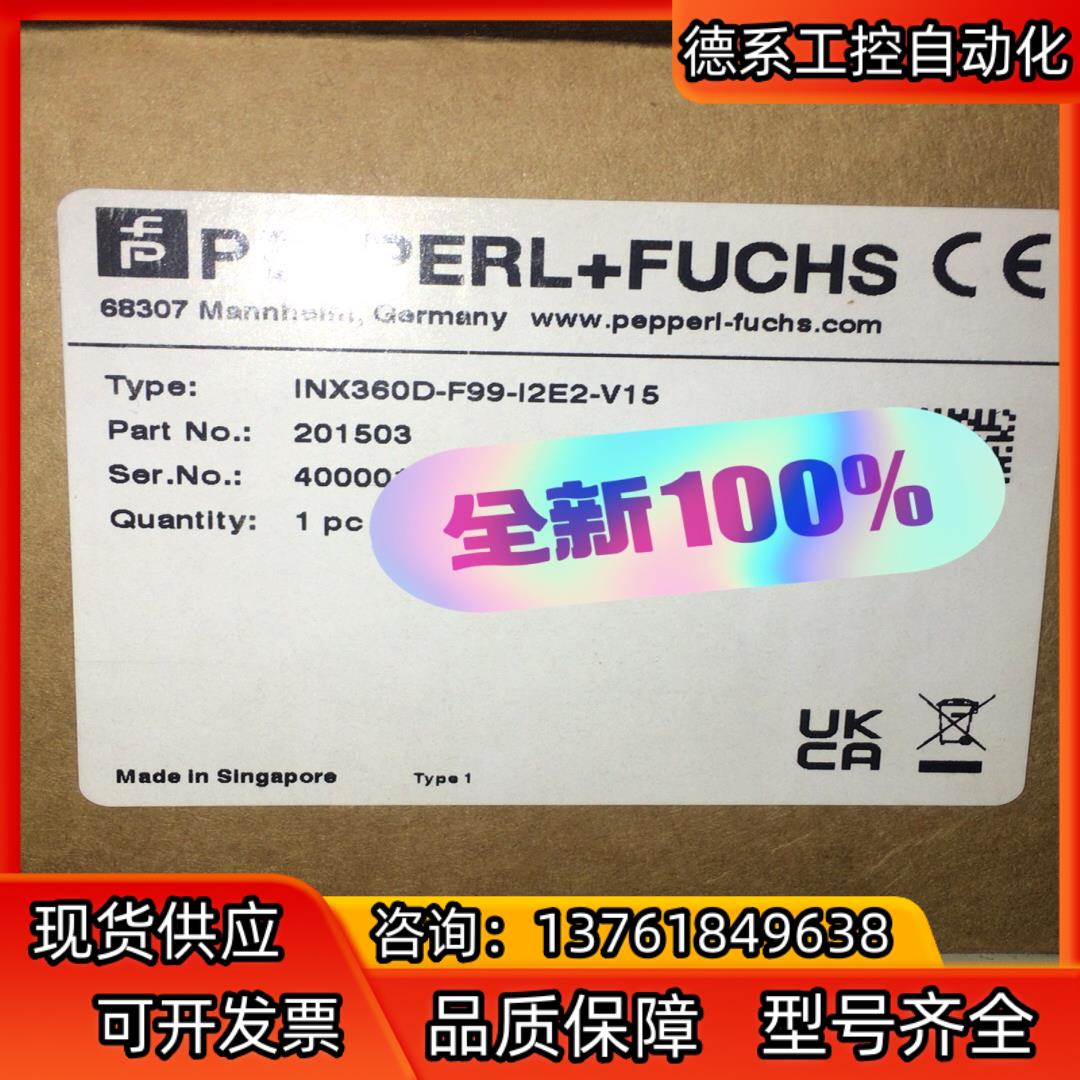 德系工控自动化
PEPPERL+FUCHS CE
68307 Mannheim, Germany www.pepperl-fuchs.com
Type: INX360D-F99-I2E2-V15
Part No.: 201503
Ser.No.: 40000
Quantity: 1 pc
全新100%
UK
CA
Made in Singapore Type 1
现货供应
咨询：13761849638
可开发票 品质保障 型号齐全